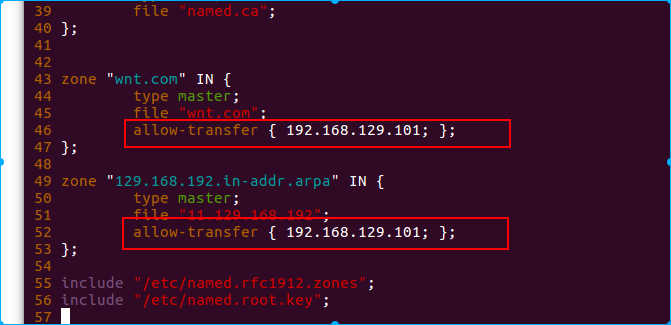 39 file "named.ca";
40 };
41
42
43 zone "wnt.com" IN {
44 type master;
45 file "wnt.com";
46 allow-transfer { 192.168.129.101; };
47 };
48
49 zone "129.168.192.in-addr.arpa" IN {
50 type master;
51 file "11.129.168.192";
52 allow-transfer { 192.168.129.101; };
53 };
54
55 include "/etc/named.rfc1912.zones";
56 include "/etc/named.root.key";
57